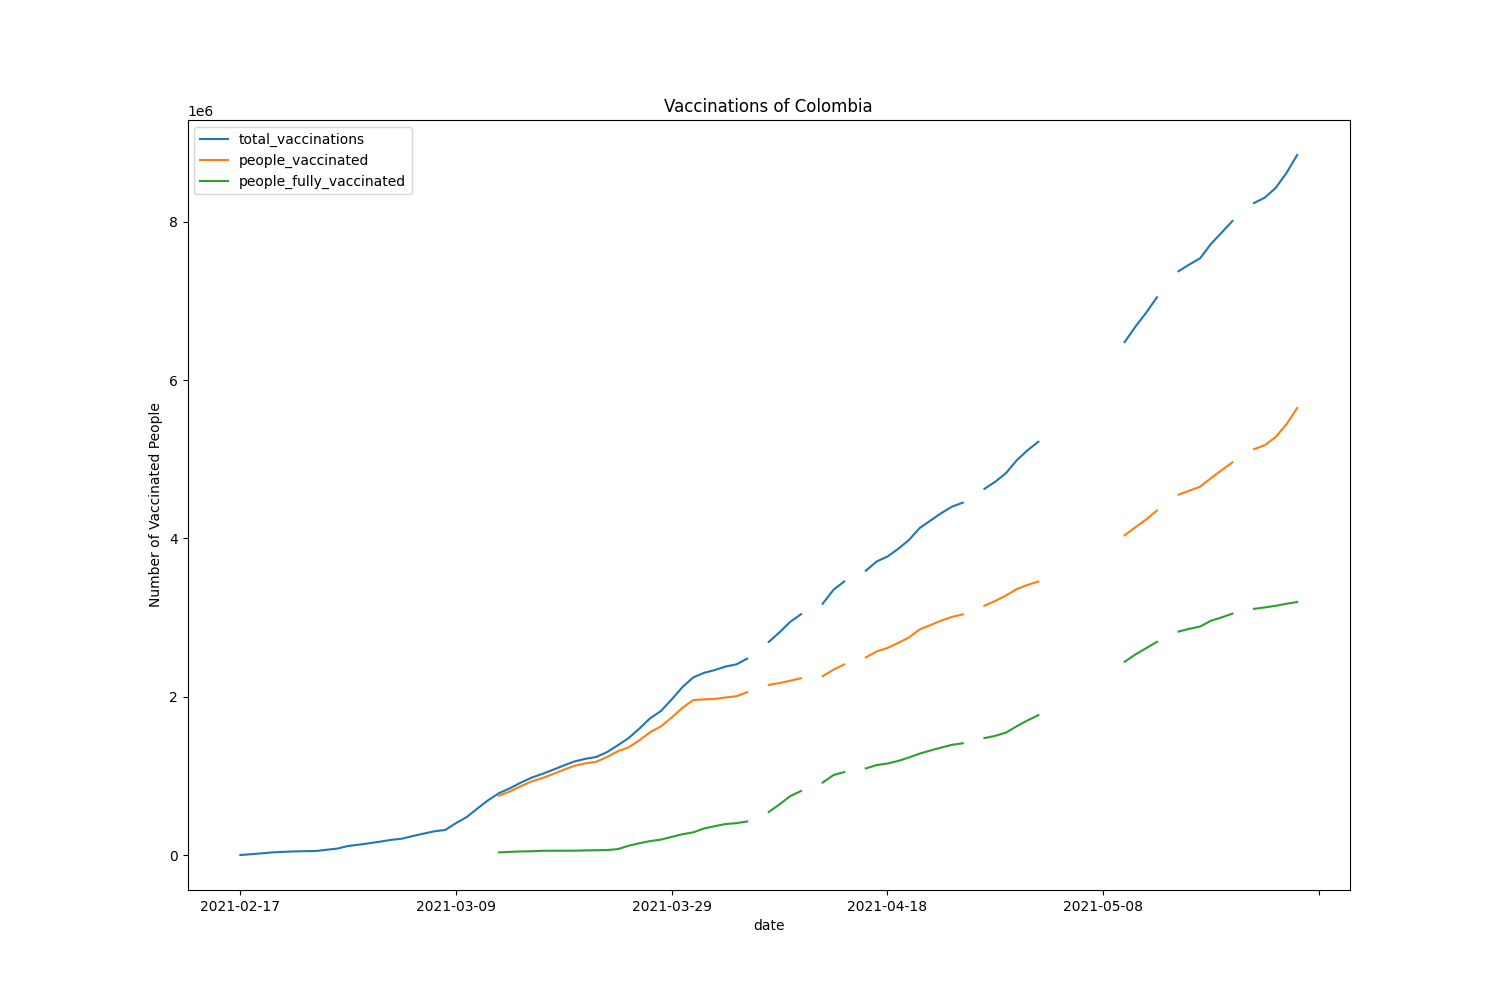 Vaccinations of Colombia
1e6
total_vaccinations
people_vaccinated
people_fully_vaccinated
8
6
4
2
0
Number of Vaccinated People
2021-02-17 2021-03-09 2021-03-29 2021-04-18 2021-05-08
date